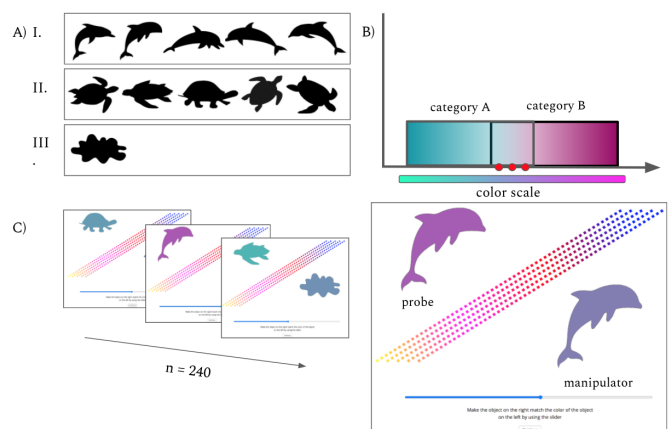 A) I.
II.
III
.
B)
category A
category B
color scale
C)
n = 240
probe
manipulator
Make the object on the right match the color of the object
on the left by using the slider